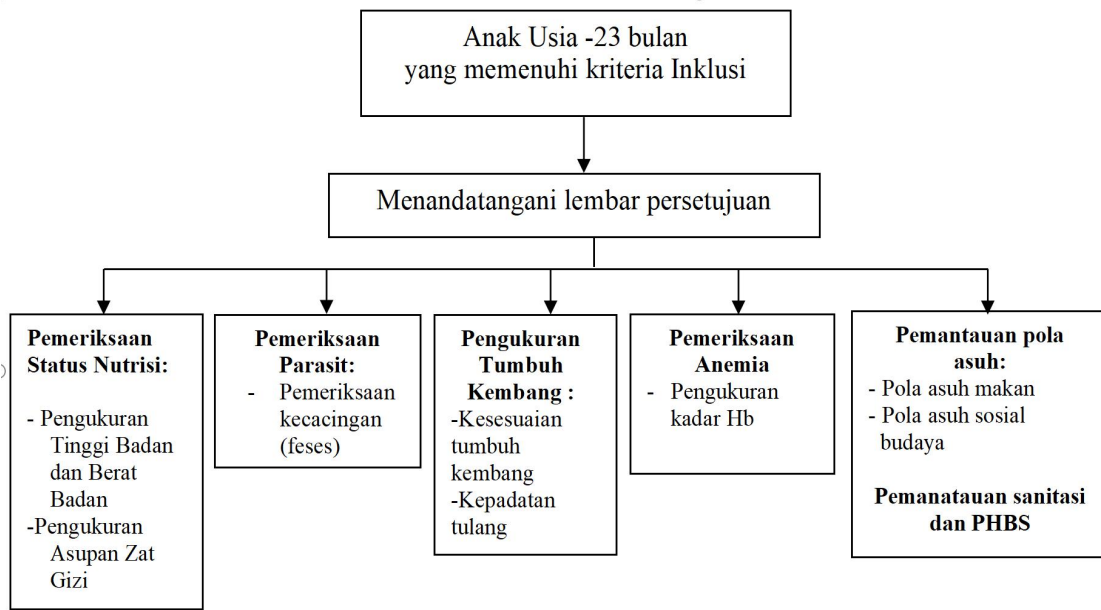 Anak Usia -23 bulan
yang memenuhi kriteria Inklusi
Menandatangani lembar persetujuan
Pemeriksaan
Status Nutrisi:
- Pengukuran
Tinggi Badan
dan Berat
Badan
-Pengukuran
Asupan Zat
Gizi
Pemeriksaan
Parasit:
- Pemeriksaan
kecacingan
(feses)
Pengukuran
Tumbuh
Kembang :
-Kesesuaian
tumbuh
kembang
-Kepadatan
tulang
Pemeriksaan
Anemia
- Pengukuran
kadar Hb
Pemantauan pola
asuh:
- Pola asuh makan
- Pola asuh sosial
budaya
Pemanatauan sanitasi
dan PHBS